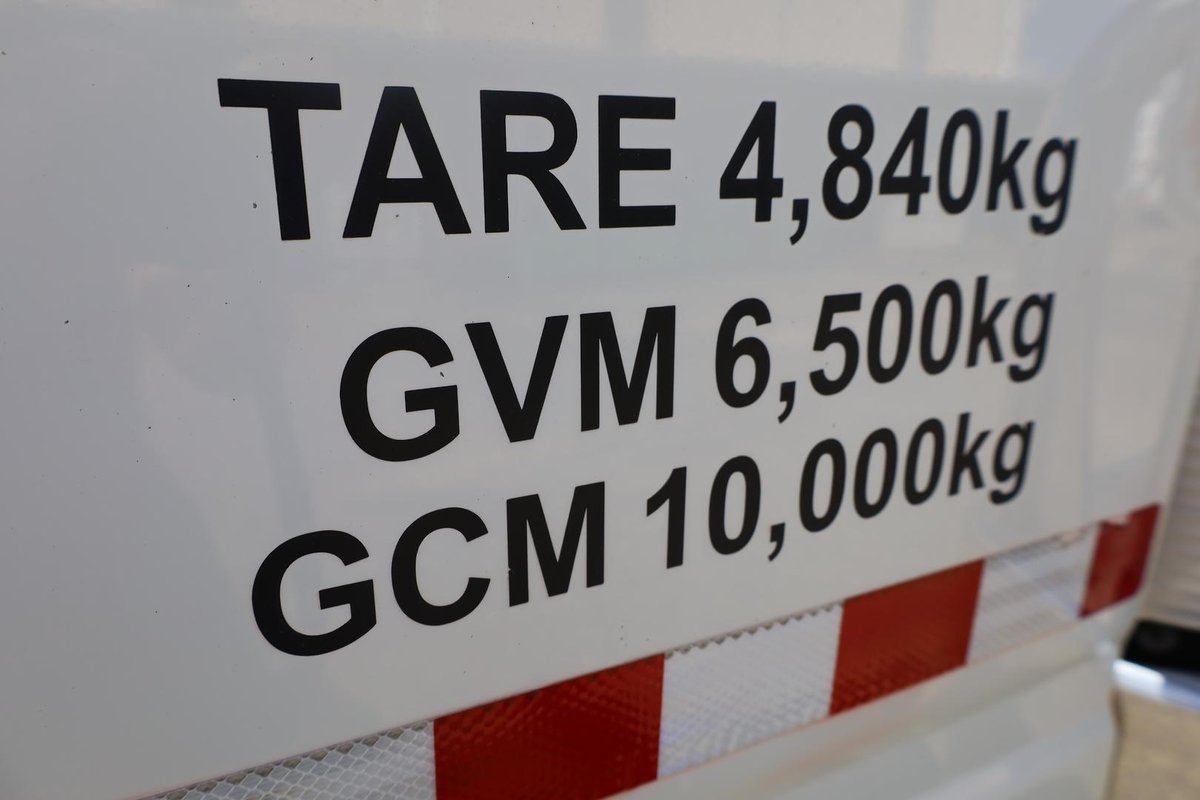 TARE 4,840kg
GVM 6,500kg
GCM 10,000kg